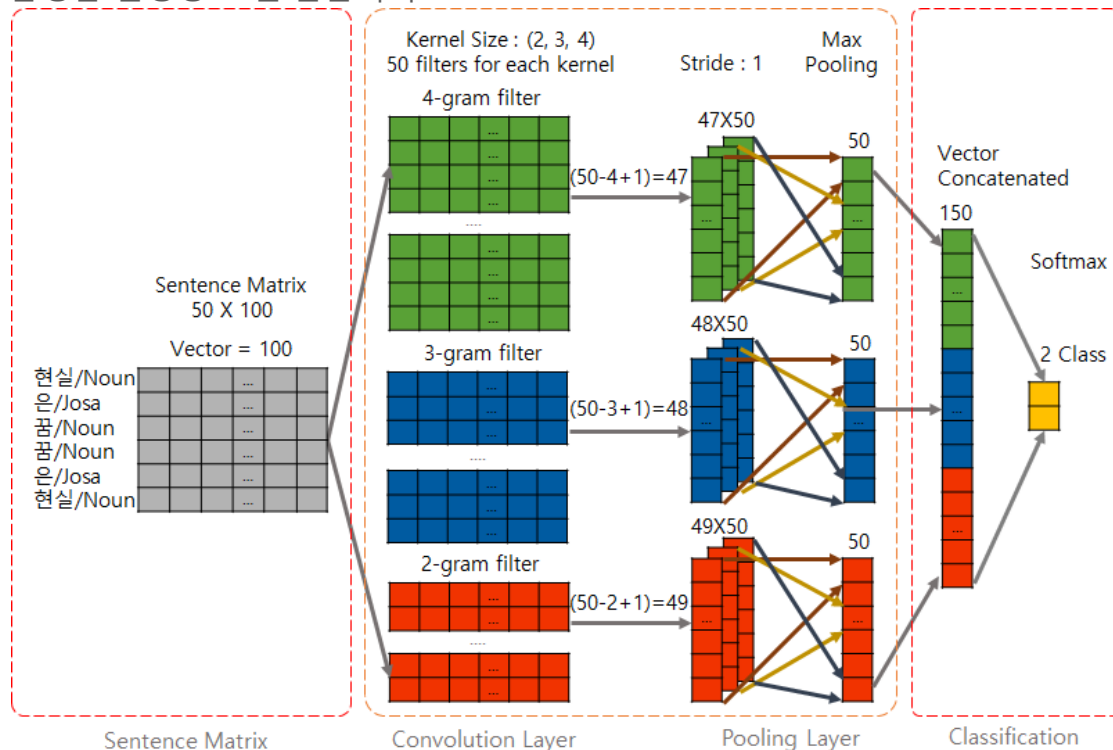 Kernel Size : (2, 3, 4)
50 filters for each kernel
Stride : 1
Max
Pooling
4-gram filter
...
...
...
...
(50-4+1)=47
....
...
...
...
...
47X50
...
50
...
Sentence Matrix
50 X 100
Vector = 100
현실/Noun
은/Josa
꿈/Noun
꿈/Noun
은/Josa
현실/Noun
...
...
...
...
...
...
3-gram filter
...
...
...
(50-3+1)=48
....
...
...
...
48X50
...
50
...
2-gram filter
...
...
(50-2+1)=49
....
...
...
49X50
...
50
...
Vector
Concatenated
150
...
...
...
Softmax
2 Class
Sentence Matrix
Convolution Layer
Pooling Layer
Classification